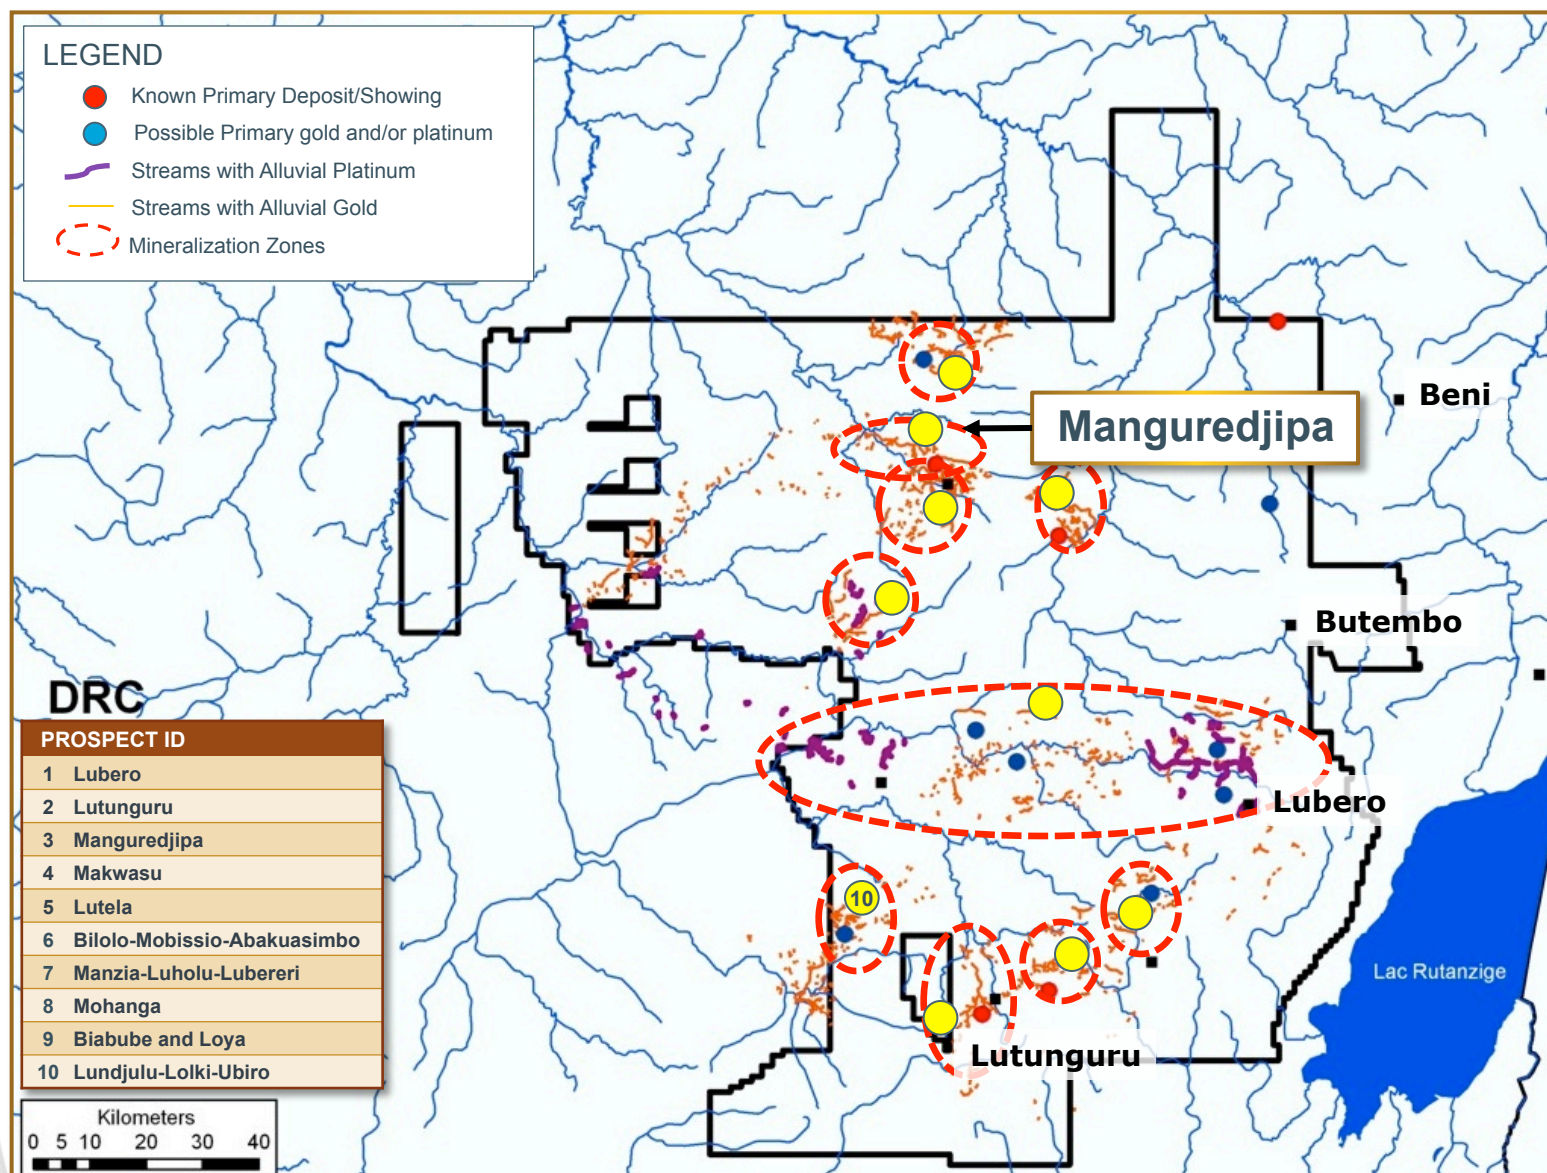 LEGEND
Known Primary Deposit/Showing
Possible Primary gold and/or platinum
Streams with Alluvial Platinum
Streams with Alluvial Gold
Mineralization Zones
Beni
Manguredjipa
Butembo
DRC
Lubero
PROSPECT ID
1 Lubero
2 Lutunguru
3 Manguredjipa
4 Makwasu
5 Lutela
6 Bilolo-Mobissio-Abakuasimbo
7 Manzia-Luholu-Lubereri
8 Mohanga
9 Biabube and Loya
10 Lundjulu-Lolki-Ubiro
10
Lac Rutanzige
Lutunguru
Kilometers
0 5 10 20 30 40